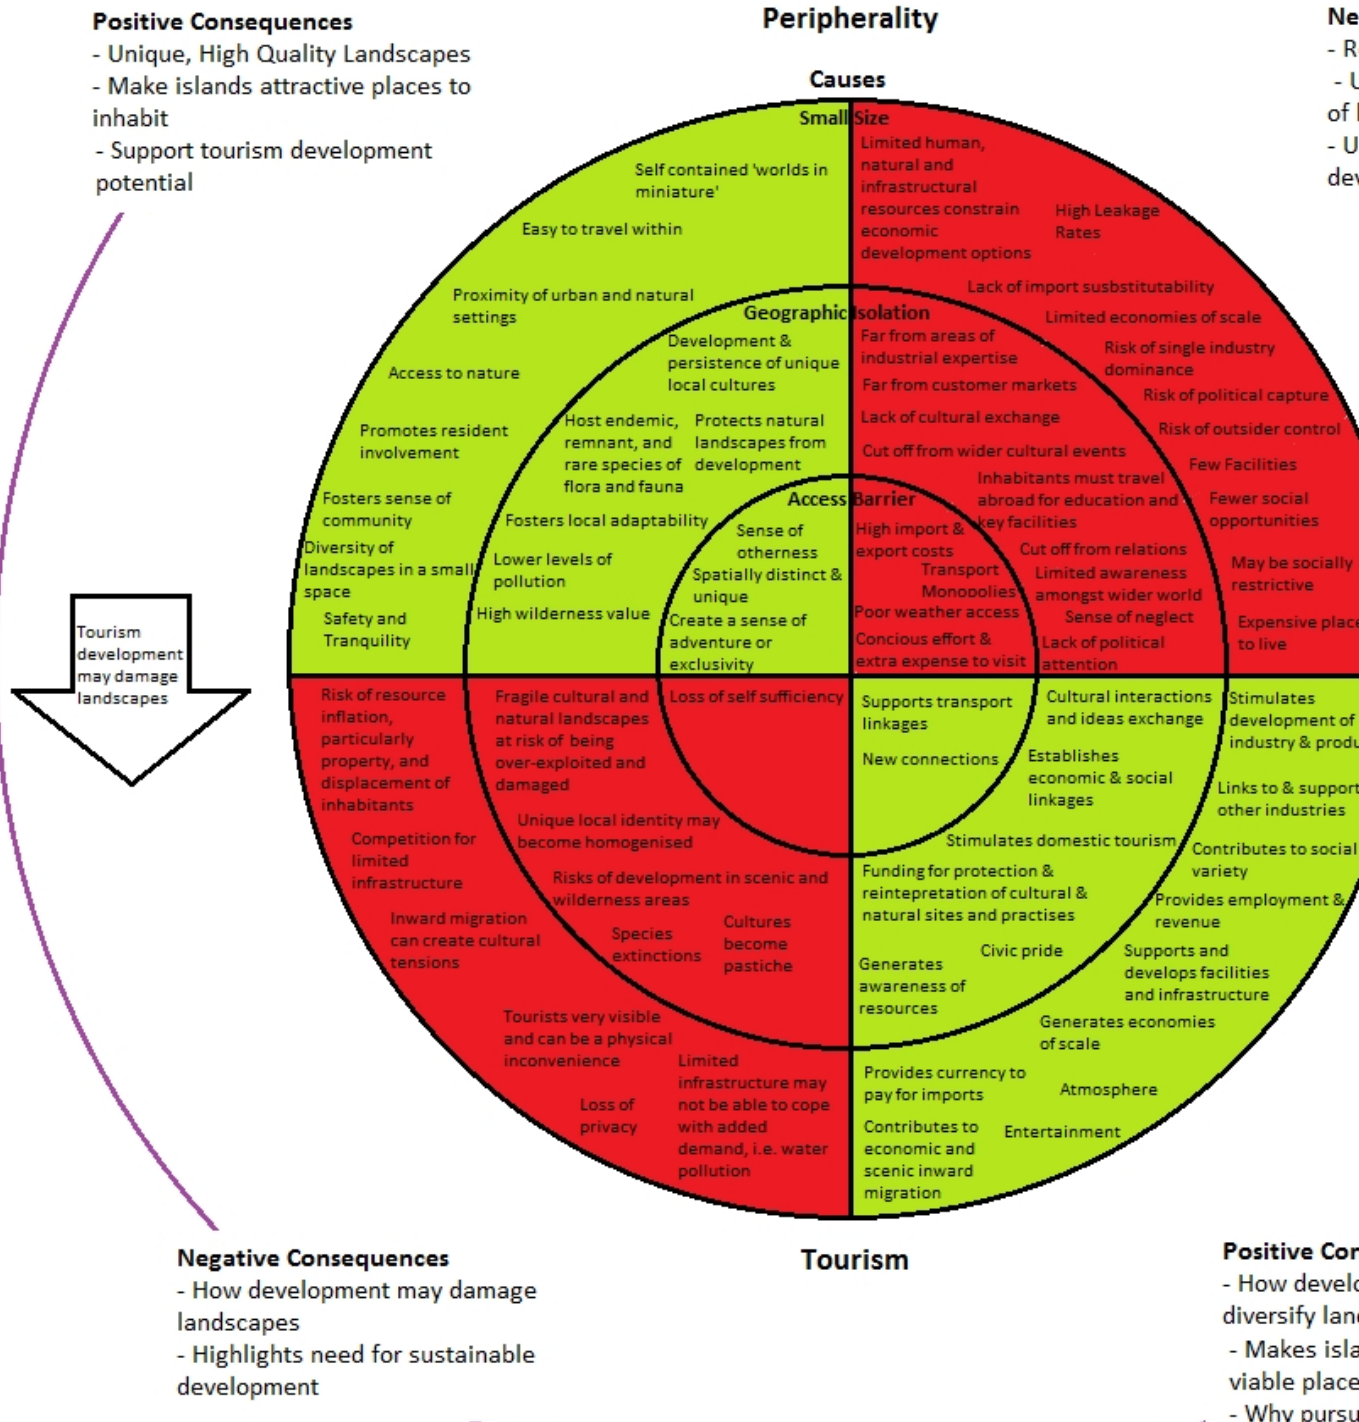 Positive Consequences
- Unique, High Quality Landscapes
- Make islands attractive places to
inhabit
- Support tourism development
potential
Peripherality
Causes
Small Size
Self contained 'worlds in
miniature'
Easy to travel within
Proximity of urban and natural
settings
Access to nature
Promotes resident
involvement
Fosters sense of
community
Diversity of
landscapes in a small
space
Safety and
Tranquility
Limited human,
natural and
infrastructural
resources constrain
economic
development options
High Leakage
Rates
Lack of import susbstitutability
Limited economies of scale
Risk of single industry
dominance
Risk of political capture
Risk of outsider control
Few Facilities
Fewer social
opportunities
May be socially
restrictive
Expensive place
to live
Geographic Isolation
Development &
persistence of unique
local cultures
Host endemic,
remnant, and
rare species of
flora and fauna
Protects natural
landscapes from
development
Fosters local adaptability
Lower levels of
pollution
High wilderness value
Far from areas of
industrial expertise
Far from customer markets
Lack of cultural exchange
Cut off from wider cultural events
Inhabitants must travel
abroad for education and
key facilities
Cut off from relations
Limited awareness
amongst wider world
Sense of neglect
Lack of political
attention
Access Barrier
Sense of
otherness
Spatially distinct &
unique
Create a sense of
adventure or
exclusivity
High import &
export costs
Transport
Monopolies
Poor weather access
Concious effort &
extra expense to visit
Tourism
development
may damage
landscapes
Risk of resource
inflation,
particularly
property, and
displacement of
inhabitants
Competition for
limited
infrastructure
Inward migration
can create cultural
tensions
Tourists very visible
and can be a physical
inconvenience
Loss of
privacy
Limited
infrastructure may
not be able to cope
with added
demand, i.e. water
pollution
Fragile cultural and
natural landscapes
at risk of being
over-exploited and
damaged
Unique local identity may
become homogenised
Risks of development in scenic and
wilderness areas
Species
extinctions
Cultures
become
pastiche
Loss of self sufficiency
Supports transport
linkages
New connections
Cultural interactions
and ideas exchange
Establishes
economic & social
linkages
Stimulates domestic tourism
Funding for protection &
reintepretation of cultural &
natural sites and practises
Civic pride
Generates
awareness of
resources
Stimulates
development of
industry &
Links to & support
other industries
Contributes to social
variety
Provides employment &
revenue
Supports and
develops facilities
and infrastructure
Generates economies
of scale
Provides currency to
pay for imports
Atmosphere
Contributes to
economic and
scenic inward
migration
Entertainment
Tourism
Negative Consequences
- How development may damage
landscapes
- Highlights need for sustainable
development
Positive
- How
diversify
- Makes
viable place
- Why